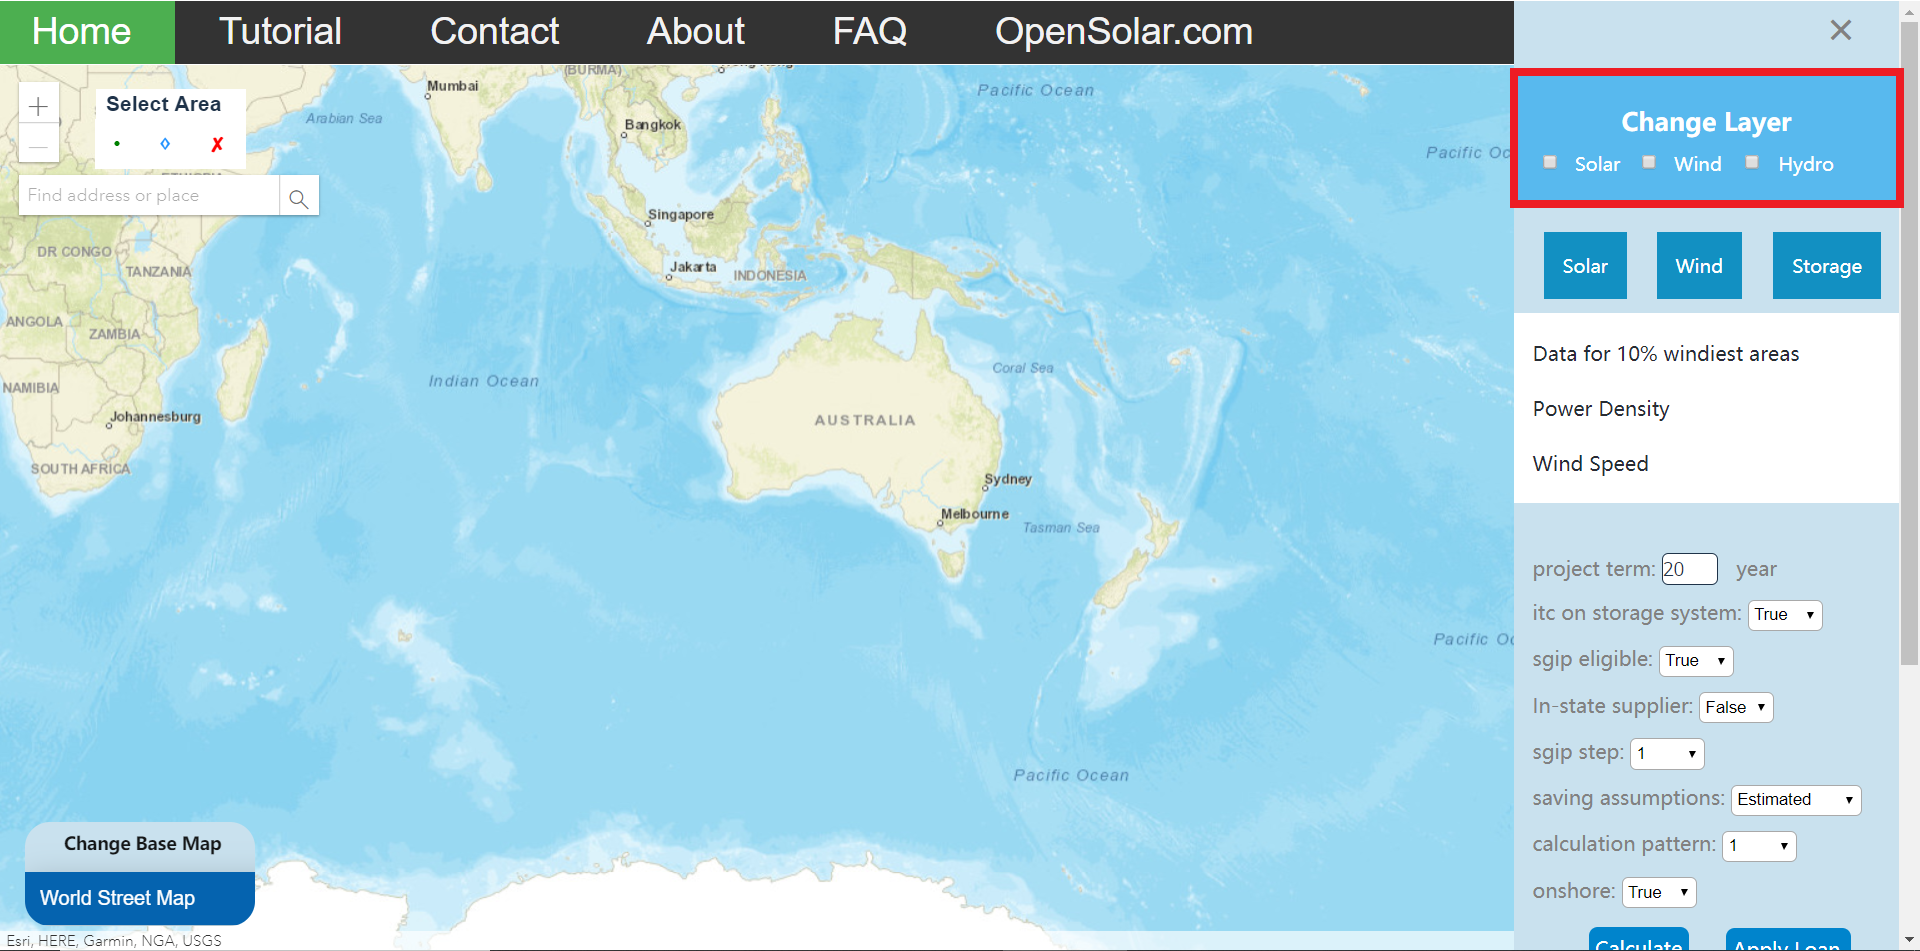 Home Tutorial Contact About FAQ OpenSolar.com
Select Area
Find address or place
(BURMA)
Mumbai
Arabian Sea
Bangkok
Pacific Ocean
Singapore
Jakarta
INDONESIA
DR CONGO
TANZANIA
ANGOLA
ZAMBIA
NAMIBIA
Johannesburg
SOUTH AFRICA
Indian Ocean
AUSTRALIA
Coral Sea
Sydney
Melbourne
Tasman Sea
Pacific Ocean
Change Base Map
World Street Map
Esri, HERE, Garmin, NGA, USGS
Change Layer
Solar Wind Hydro
Solar Wind Storage
Data for 10% windiest areas
Power Density
Wind Speed
project term: 20 year
itc on storage system: True
sgip eligible: True
In-state supplier: False
sgip step: 1
saving assumptions: Estimated
calculation pattern: 1
onshore: True
Calculate Apply Loan